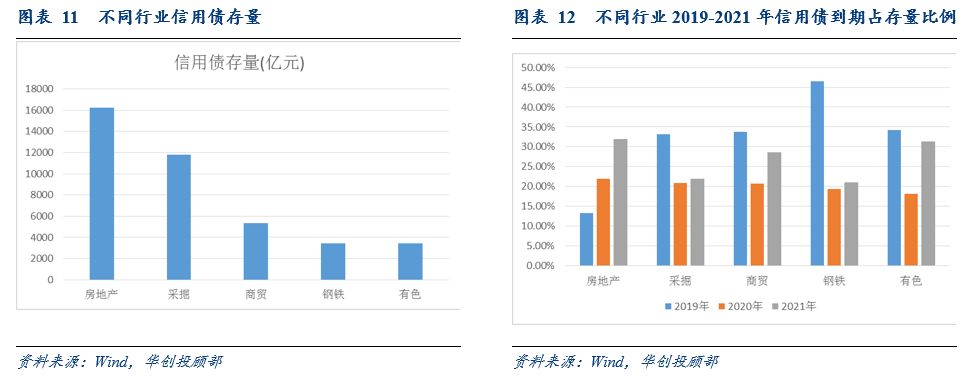 图表 11 不同行业信用债存量
信用债存量(亿元)
18000
16000
14000
12000
10000
8000
6000
4000
2000
0
房地产 采掘 商贸 钢铁 有色
资料来源：Wind，华创投顾部
图表 12 不同行业 2019-2021 年信用债到期占存量比例
50.00%
45.00%
40.00%
35.00%
30.00%
25.00%
20.00%
15.00%
10.00%
5.00%
0.00%
房地产 采掘 商贸 钢铁 有色
2019年 2020年 2021年
资料来源：Wind，华创投顾部